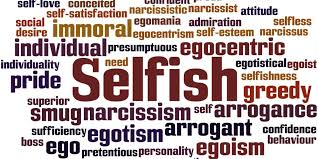 self-love conceited confident proud narcissistic
self-satisfaction egomania admiration narcissist attitude
social desire immoral egocentrism self-esteem selfless narcissus
individual presumptuous egocentric
individuality need egotistical egoist
pride Selfish selfishness greedy
superior
smug narcissism self arrogance
sufficiency egotism arrogant confidence
boss ego personality egoism behaviour
pretentious